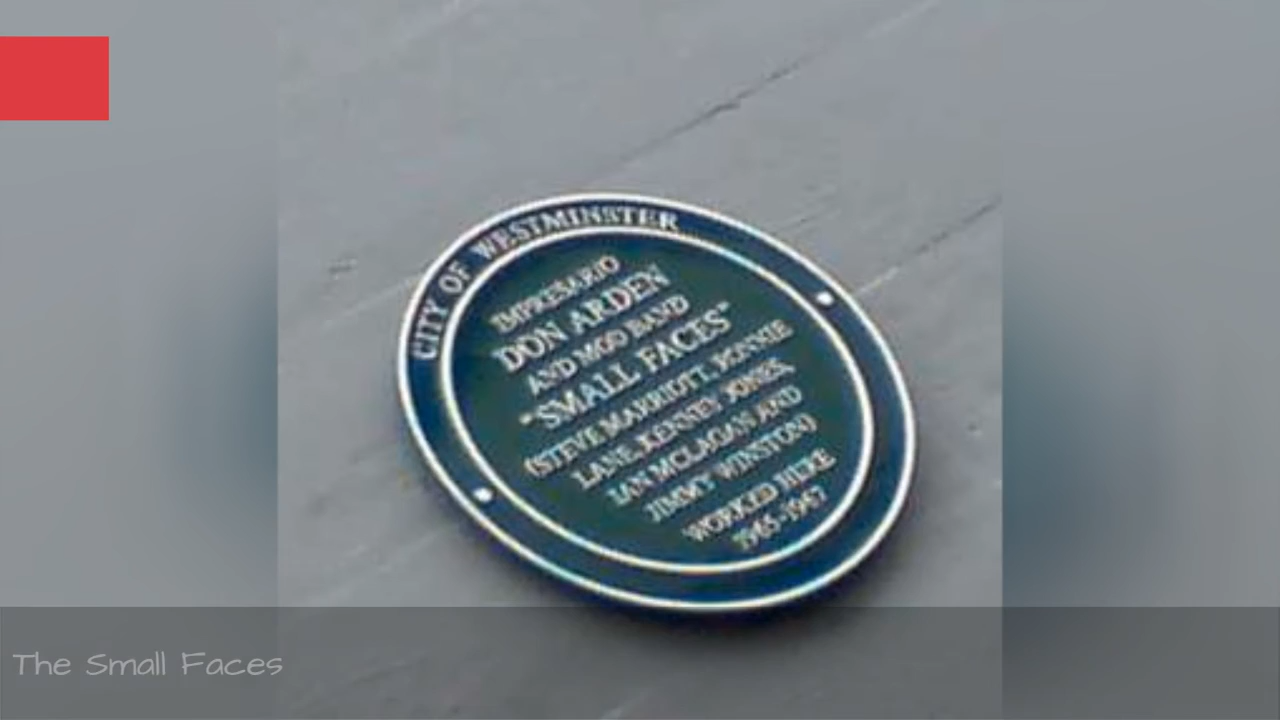 CITY OF WESTMINSTER
IMPRESARIO
DON ARDEN
AND MOD BAND
"SMALL FACES"
(STEVE MARRIOTT, RONNIE
LANE, KENNEY JONES,
IAN MCLAGAN AND
JIMMY WINSTON)
WORKED HERE
1965-1967
The Small Faces